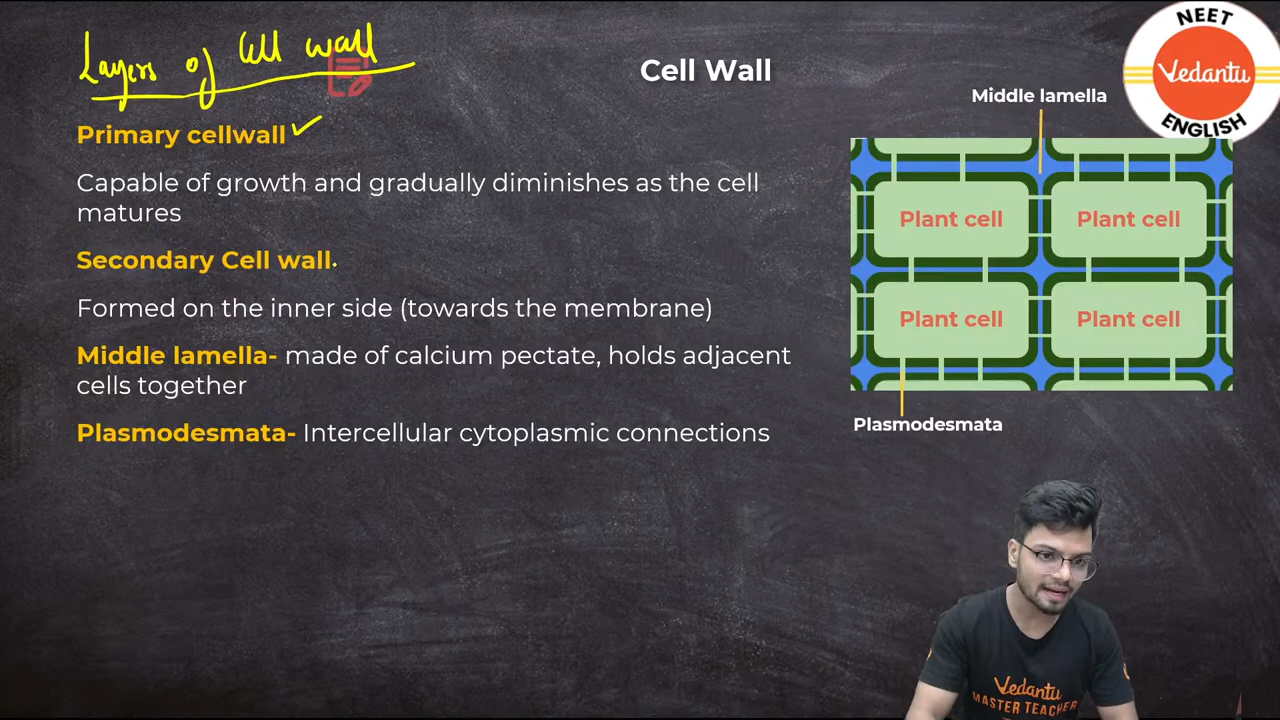 Layers of Cell wall
Cell Wall
NEET
Vedantu
ENGLISH
Middle lamella
Primary cellwall
Capable of growth and gradually diminishes as the cell
matures
Secondary Cell wall
Formed on the inner side (towards the membrane)
Middle lamella- made of calcium pectate, holds adjacent
cells together
Plasmodesmata- Intercellular cytoplasmic connections
Plant cell
Plant cell
Plant cell
Plant cell
Plasmodesmata
Vedantu
MASTER TEACHER